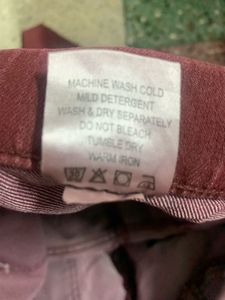 MACHINE WASH COLD
MILD DETERGENT
WASH & DRY SEPARATELY
DO NOT BLEACH
TUMBLE DRY
WARM IRON